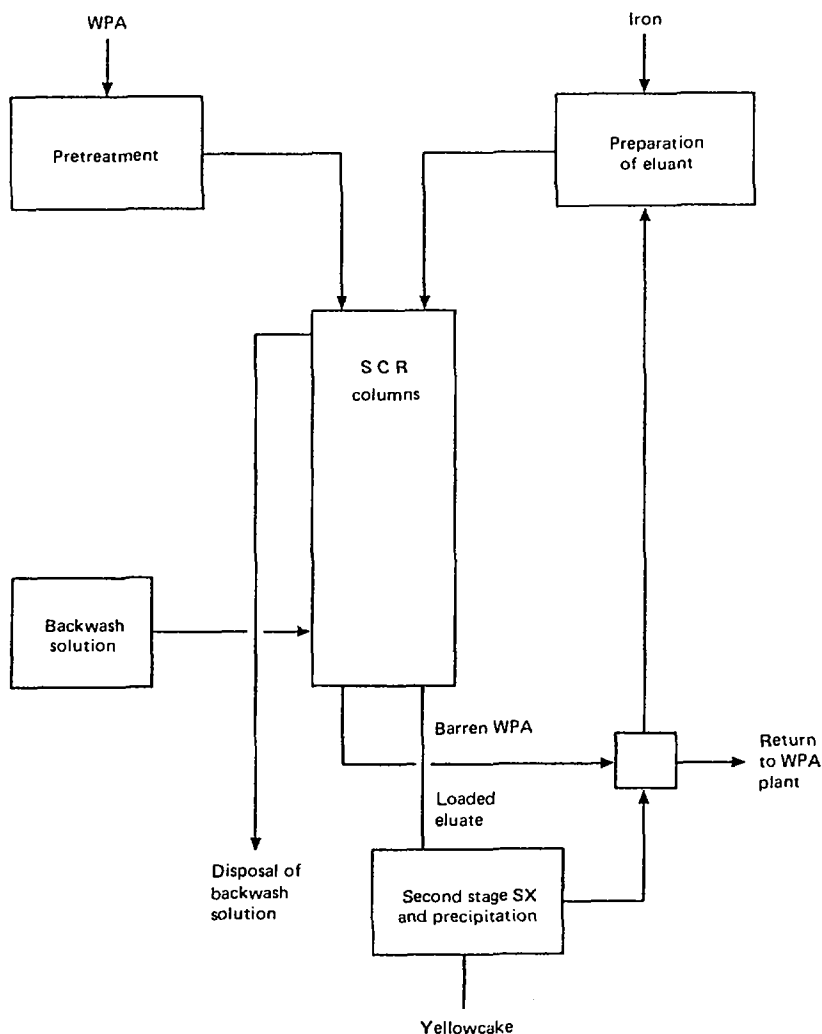 WPA
Iron
Pretreatment
Preparation
of eluant
S C R
columns
Backwash
solution
Barren WPA
Return
to WPA
plant
Loaded
eluate
Disposal of
backwash
solution
Second stage SX
and precipitation
Yellowcake